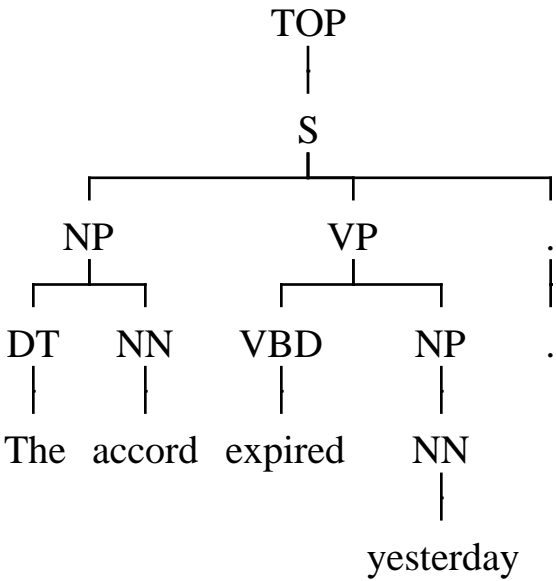 TOP
S
NP VP .
DT NN VBD NP .
The accord expired NN
yesterday